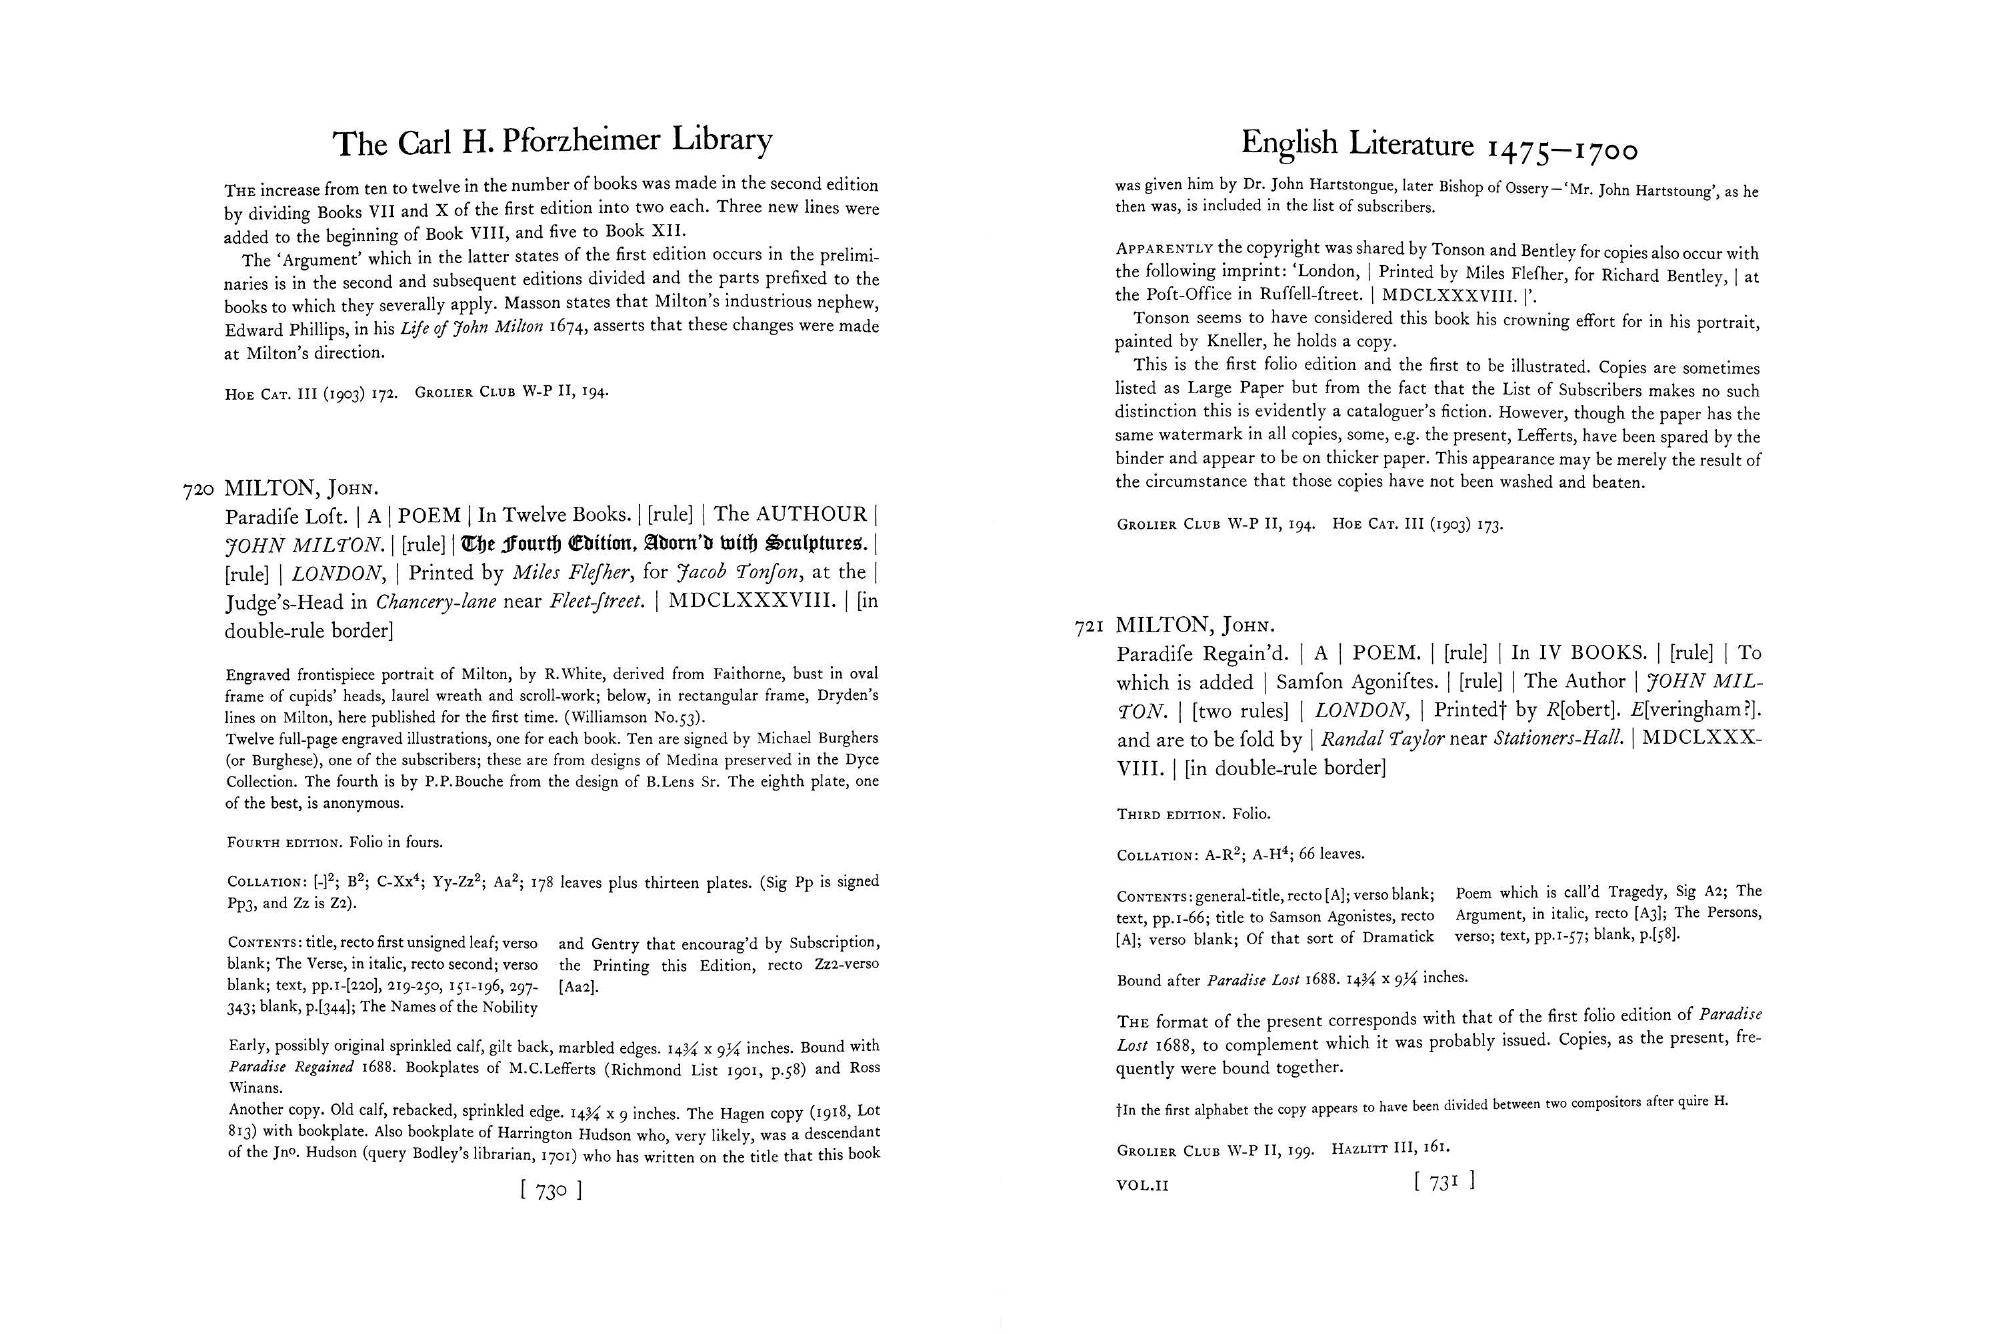 The Carl H. Pforzheimer Library
THE increase from ten to twelve in the number of books was made in the second edition
by dividing Books VII and X of the first edition into two each. Three new lines were
added to the beginning of Book VIII, and five to Book XII.
The ‘Argument’ which in the latter states of the first edition occurs in the prelimi-
naries is in the second and subsequent editions divided and the parts prefixed to the
books to which they severally apply. Masson states that Milton’s industrious nephew,
Edward Phillips, in his Life of John Milton 1674, asserts that these changes were made
at Milton’s direction.
HOE CAT. III (1903) 172. GROLIER CLUB W-P II, 194.
720 MILTON, JOHN.
Paradiſe Loſt. | A | POEM | In Twelve Books. | [rule] | The AUTHOUR |
JOHN MILTON. | [rule] | The Fourth Edition, Adorn’d with Sculptures. |
[rule] | LONDON, | Printed by Miles Fleſher, for Jacob Tonſon, at the |
Judge’s-Head in Chancery-lane near Fleet-ſtreet. | MDCLXXXVIII. | [in
double-rule border]
Engraved frontispiece portrait of Milton, by R.White, derived from Faithorne, bust in oval
frame of cupids’ heads, laurel wreath and scroll-work; below, in rectangular frame, Dryden’s
lines on Milton, here published for the first time. (Williamson No.53).
Twelve full-page engraved illustrations, one for each book. Ten are signed by Michael Burghers
(or Burghese), one of the subscribers; these are from designs of Medina preserved in the Dyce
Collection. The fourth is by P.P.Bouche from the design of B.Lens Sr. The eighth plate, one
of the best, is anonymous.
FOURTH EDITION. Folio in fours.
COLLATION: [-]²; B²; C-Xx⁴; Yy-Zz²; Aa²; 178 leaves plus thirteen plates. (Sig Pp is signed
Pp3, and Zz is Z2).
CONTENTS: title, recto first unsigned leaf; verso
blank; The Verse, in italic, recto second; verso
blank; text, pp.1-[220], 219-250, 151-196, 297-
343; blank, p.[344]; The Names of the Nobility
and Gentry that encourag’d by Subscription,
the Printing this Edition, recto Zz2-verso
[Aa2].
Early, possibly original sprinkled calf, gilt back, marbled edges. 14¾ x 9¼ inches. Bound with
Paradise Regained 1688. Bookplates of M.C.Lefferts (Richmond List 1901, p.58) and Ross
Winans.
Another copy. Old calf, rebacked, sprinkled edge. 14¾ x 9 inches. The Hagen copy (1918, Lot
813) with bookplate. Also bookplate of Harrington Hudson who, very likely, was a descendant
of the Jnº. Hudson (query Bodley’s librarian, 1701) who has written on the title that this book
[ 730 ]
English Literature 1475—1700
was given him by Dr. John Hartstongue, later Bishop of Ossery—‘Mr. John Hartstoung’, as he
then was, is included in the list of subscribers.
APPARENTLY the copyright was shared by Tonson and Bentley for copies also occur with
the following imprint: ‘London, | Printed by Miles Fleſher, for Richard Bentley, | at
the Poſt-Office in Ruſſell-ſtreet. | MDCLXXXVIII. |’.
Tonson seems to have considered this book his crowning effort for in his portrait,
painted by Kneller, he holds a copy.
This is the first folio edition and the first to be illustrated. Copies are sometimes
listed as Large Paper but from the fact that the List of Subscribers makes no such
distinction this is evidently a cataloguer’s fiction. However, though the paper has the
same watermark in all copies, some, e.g. the present, Lefferts, have been spared by the
binder and appear to be on thicker paper. This appearance may be merely the result of
the circumstance that those copies have not been washed and beaten.
GROLIER CLUB W-P II, 194. HOE CAT. III (1903) 173.
721 MILTON, JOHN.
Paradiſe Regain’d. | A | POEM. | [rule] | In IV BOOKS. | [rule] | To
which is added | Samſon Agoniſtes. | [rule] | The Author | JOHN MIL-
TON. | [two rules] | LONDON, | Printed† by R[obert]. E[veringham?].
and are to be ſold by | Randal Taylor near Stationers-Hall. | MDCLXXX-
VIII. | [in double-rule border]
THIRD EDITION. Folio.
COLLATION: A-R²; A-H⁴; 66 leaves.
CONTENTS: general-title, recto [A]; verso blank;
text, pp.1-66; title to Samson Agonistes, recto
[A]; verso blank; Of that sort of Dramatick
Poem which is call’d Tragedy, Sig A2; The
Argument, in italic, recto [A3]; The Persons,
verso; text, pp.1-57; blank, p.[58].
Bound after Paradise Lost 1688. 14¾ x 9¼ inches.
THE format of the present corresponds with that of the first folio edition of Paradise
Lost 1688, to complement which it was probably issued. Copies, as the present, fre-
quently were bound together.
†In the first alphabet the copy appears to have been divided between two compositors after quire H.
GROLIER CLUB W-P II, 199. HAZLITT III, 161.
VOL.II
[ 731 ]